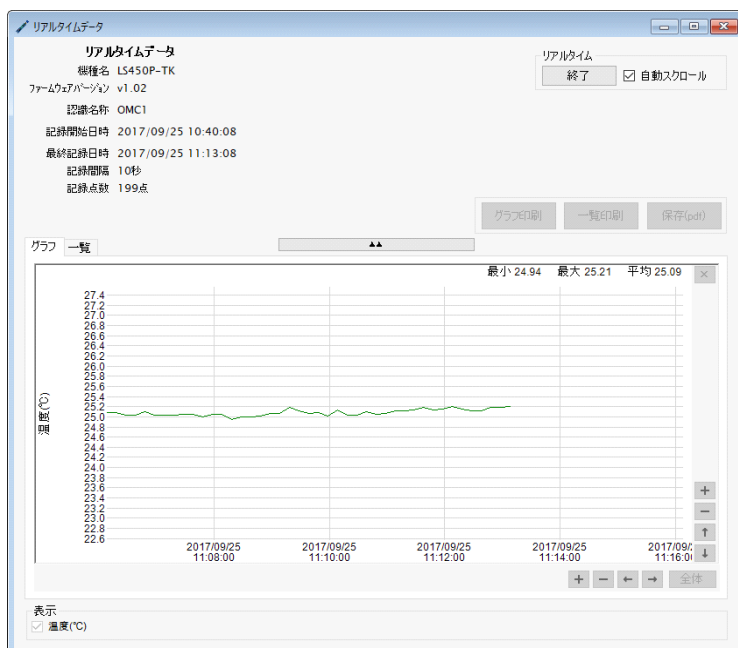 リアルタイムデータ
リアルタイムデータ
機種名 LS450P-TK
ファームウェアバージョン v1.02
認識名称 OMC1
記録開始日時 2017/09/25 10:40:08
最終記録日時 2017/09/25 11:13:08
記録間隔 10秒
記録点数 199点
リアルタイム
終了 自動スクロール
グラフ印刷 一覧印刷 保存(pdf)
グラフ 一覧
最小 24.94 最大 25.21 平均 25.09
温度(℃)
27.4
27.2
27.0
26.8
26.6
26.4
26.2
26.0
25.8
25.6
25.4
25.2
25.0
24.8
24.6
24.4
24.2
24.0
23.8
23.6
23.4
23.2
23.0
22.8
22.6
2017/09/25 2017/09/25 2017/09/25 2017/09/25 2017/09/
11:08:00 11:10:00 11:12:00 11:14:00 11:16:0
全体
表示
温度(℃)